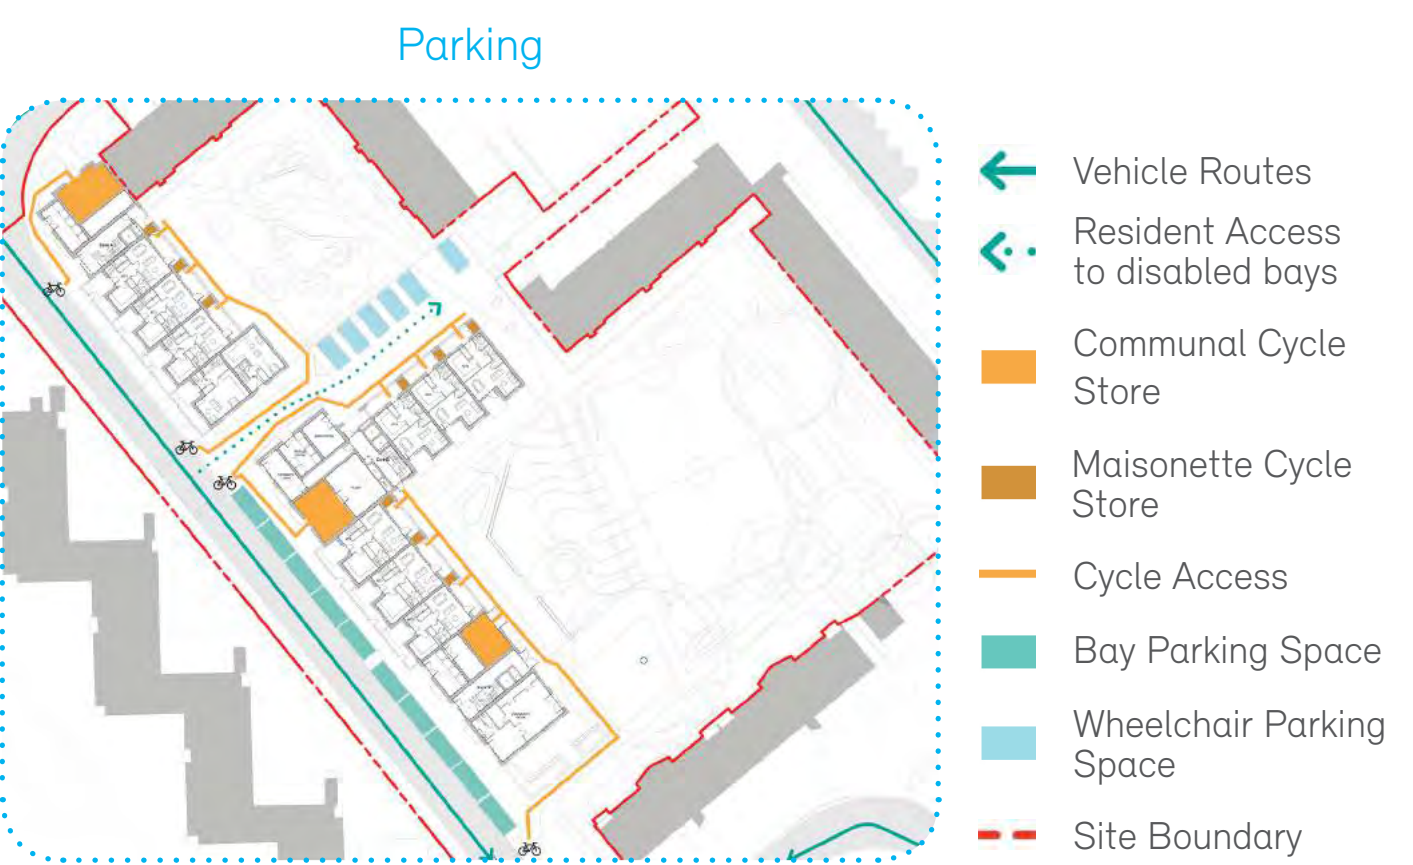 Parking
Vehicle Routes
Resident Access
to disabled bays
Communal Cycle
Store
Maisonette Cycle
Store
Cycle Access
Bay Parking Space
Wheelchair Parking
Space
Site Boundary